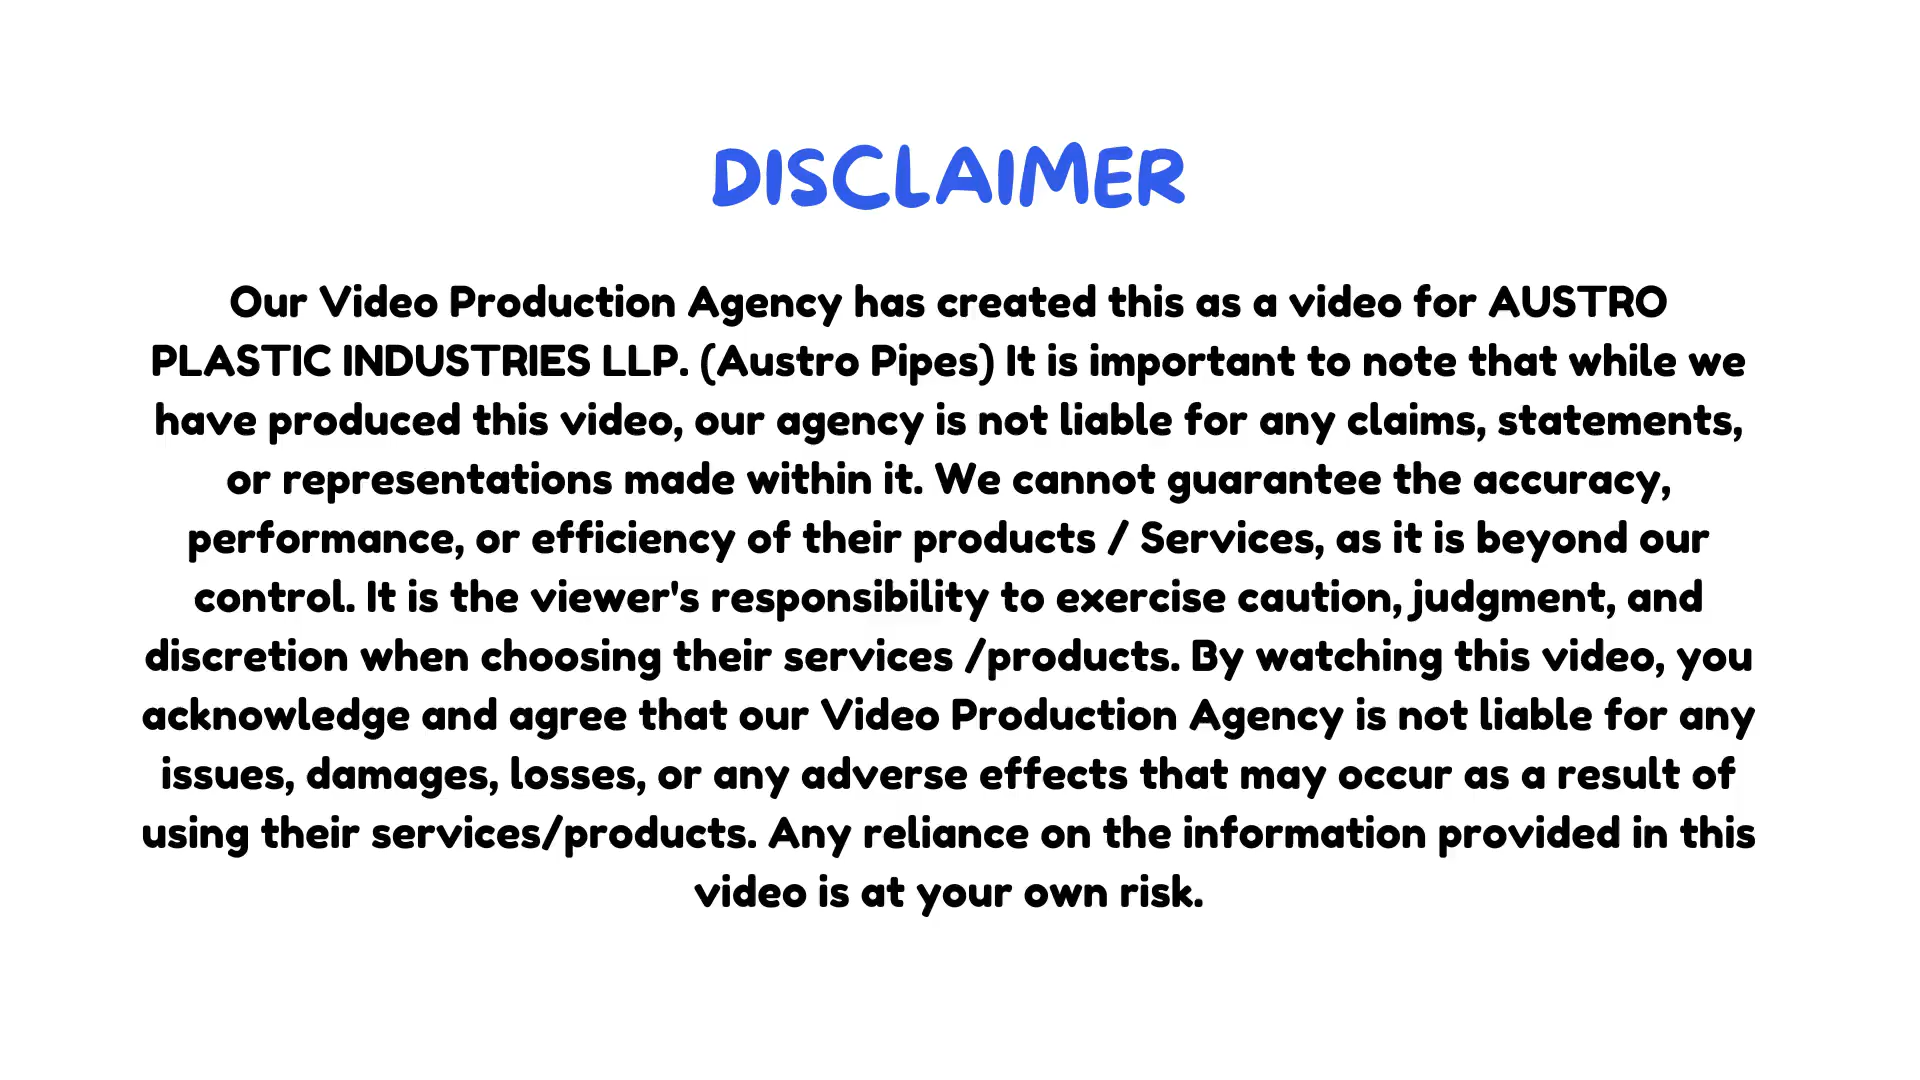 DISCLAIMER
Our Video Production Agency has created this as a video for AUSTRO
PLASTIC INDUSTRIES LLP. (Austro Pipes) It is important to note that while we
have produced this video, our agency is not liable for any claims, statements,
or representations made within it. We cannot guarantee the accuracy,
performance, or efficiency of their products / Services, as it is beyond our
control. It is the viewer's responsibility to exercise caution, judgment, and
discretion when choosing their services /products. By watching this video, you
acknowledge and agree that our Video Production Agency is not liable for any
issues, damages, losses, or any adverse effects that may occur as a result of
using their services/products. Any reliance on the information provided in this
video is at your own risk.